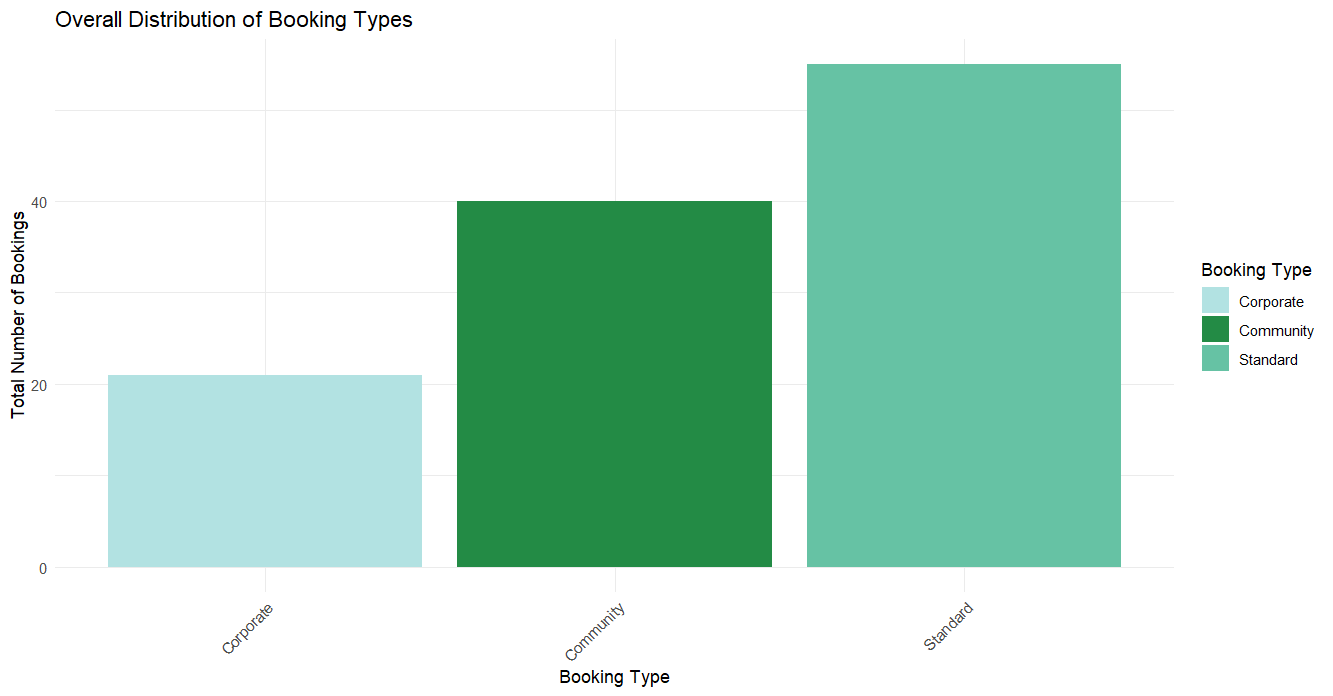 Overall Distribution of Booking Types
Total Number of Bookings
40
20
0
Corporate
Community
Standard
Booking Type
Booking Type
Corporate
Community
Standard